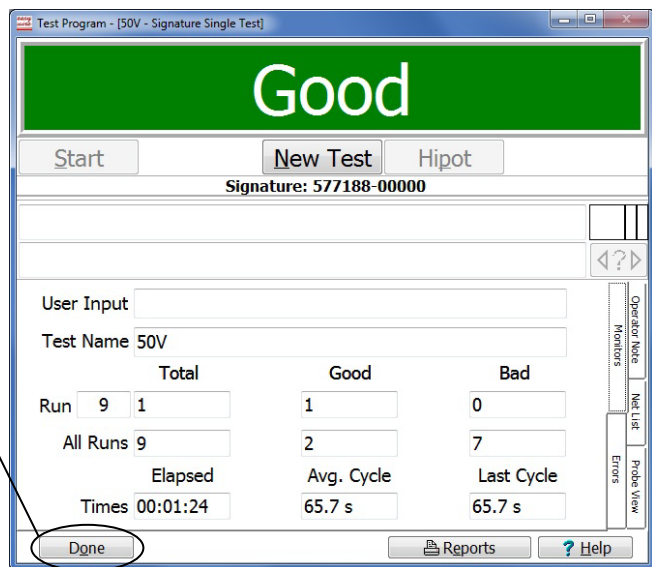 Test Program - [50V - Signature Single Test]
Good
Start New Test Hipot
Signature: 577188-00000
?
User Input
Test Name 50V
Total Good Bad
Run 9 1 1 0
All Runs 9 2 7
Elapsed Avg. Cycle Last Cycle
Times 00:01:24 65.7 s 65.7 s
Operator Note
Monitors
Net List
Errors
Probe View
Done Reports ? Help